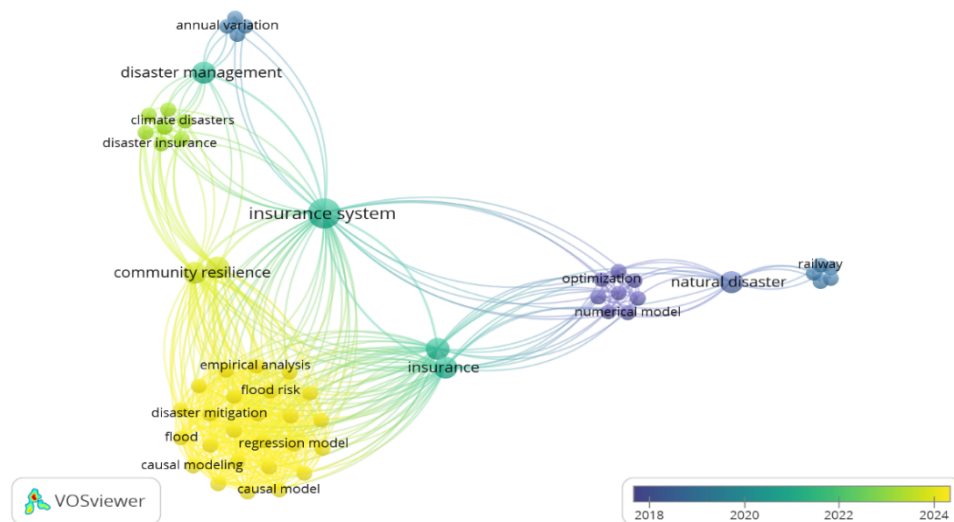 annual variation
disaster management
climate disasters
disaster insurance
insurance system
community resilience
railway
optimization
natural disaster
numerical model
empirical analysis
insurance
flood risk
disaster mitigation
flood
regression model
causal modeling
causal model
VOSviewer
2018
2020
2022
2024